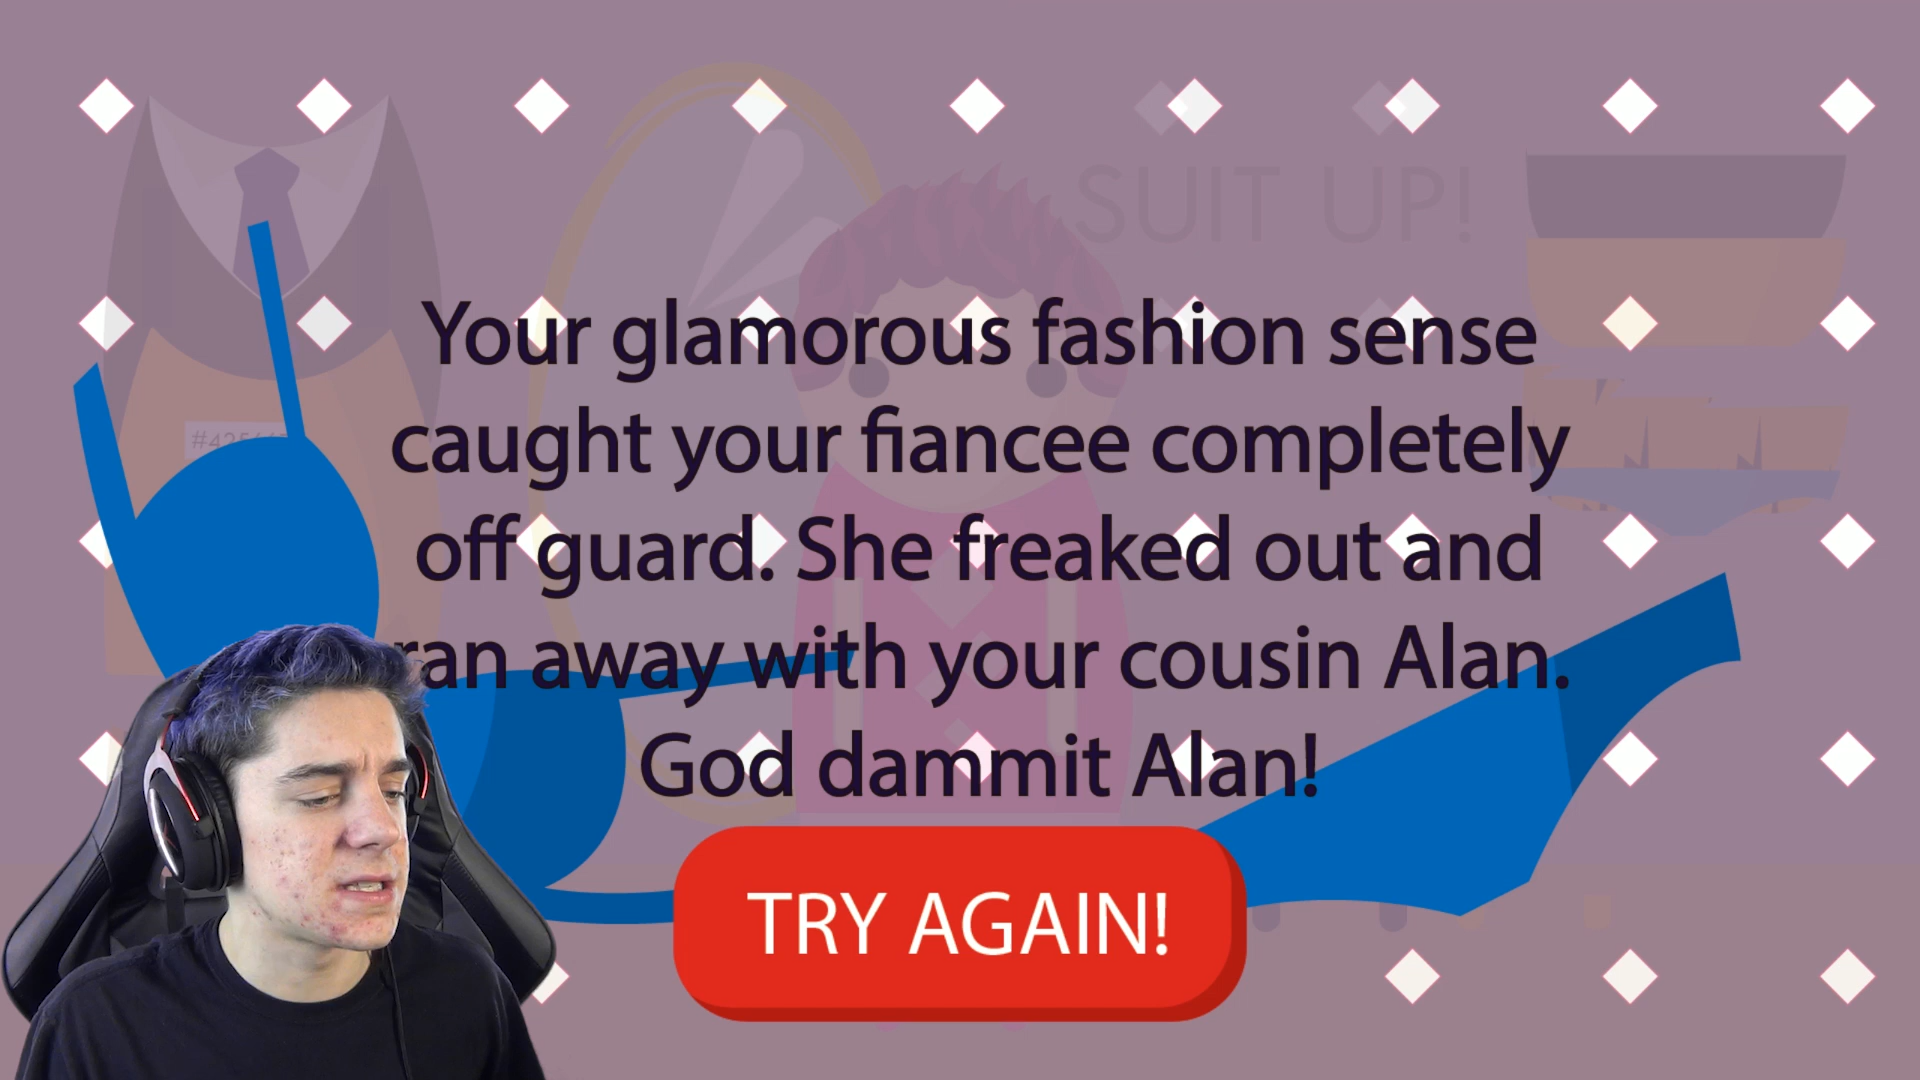 SUIT UP!
Your glamorous fashion sense
caught your fiancee completely
off guard. She freaked out and
ran away with your cousin Alan.
God dammit Alan!
TRY AGAIN!